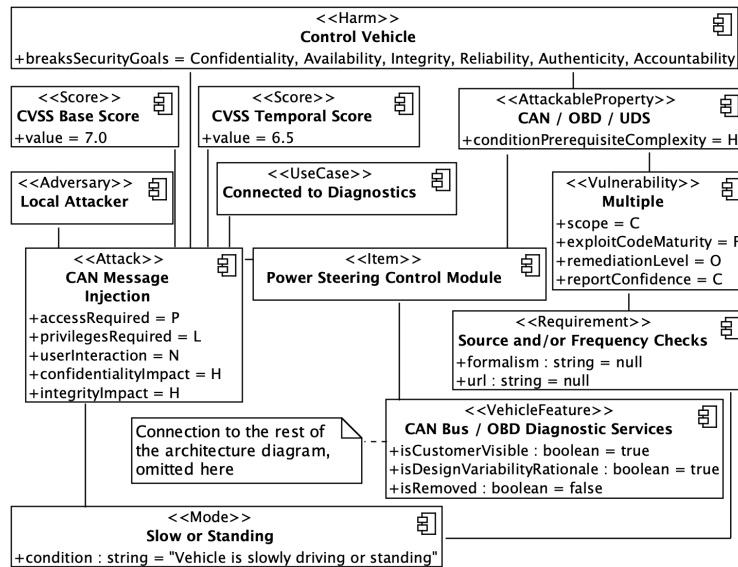 <<Harm>>
Control Vehicle
+breaksSecurityGoals = Confidentiality, Availability, Integrity, Reliability, Authenticity, Accountability
<<Score>>
CVSS Base Score
+value = 7.0
<<Score>>
CVSS Temporal Score
+value = 6.5
<<AttackableProperty>>
CAN / OBD / UDS
+conditionPrerequisiteComplexity = H
<<UseCase>>
Connected to Diagnostics
<<Adversary>>
Local Attacker
<<Vulnerability>>
Multiple
+scope = C
+exploitCodeMaturity = F
+remediationLevel = O
+reportConfidence = C
<<Attack>>
CAN Message
Injection
+accessRequired = P
+privilegesRequired = L
+userInteraction = N
+confidentialityImpact = H
+integrityImpact = H
<<Item>>
Power Steering Control Module
<<Requirement>>
Source and/or Frequency Checks
+formalism : string = null
+url : string = null
<<VehicleFeature>>
CAN Bus / OBD Diagnostic Services
+isCustomerVisible : boolean = true
+isDesignVariabilityRationale : boolean = true
+isRemoved : boolean = false
Connection to the rest of
the architecture diagram,
omitted here
<<Mode>>
Slow or Standing
+condition : string = "Vehicle is slowly driving or standing"